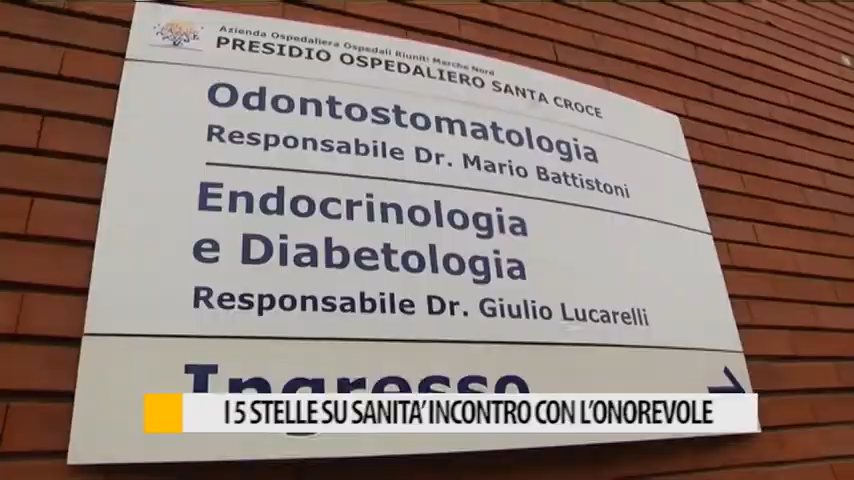 Azienda Ospedaliera Ospedali Riuniti Marche Nord
PRESIDIO OSPEDALIERO SANTA CROCE
Odontostomatologia
Responsabile Dr. Mario Battistoni
Endocrinologia
e Diabetologia
Responsabile Dr. Giulio Lucarelli
Ingresso
I 5 STELLE SU SANITA' INCONTRO CON L'ONOREVOLE